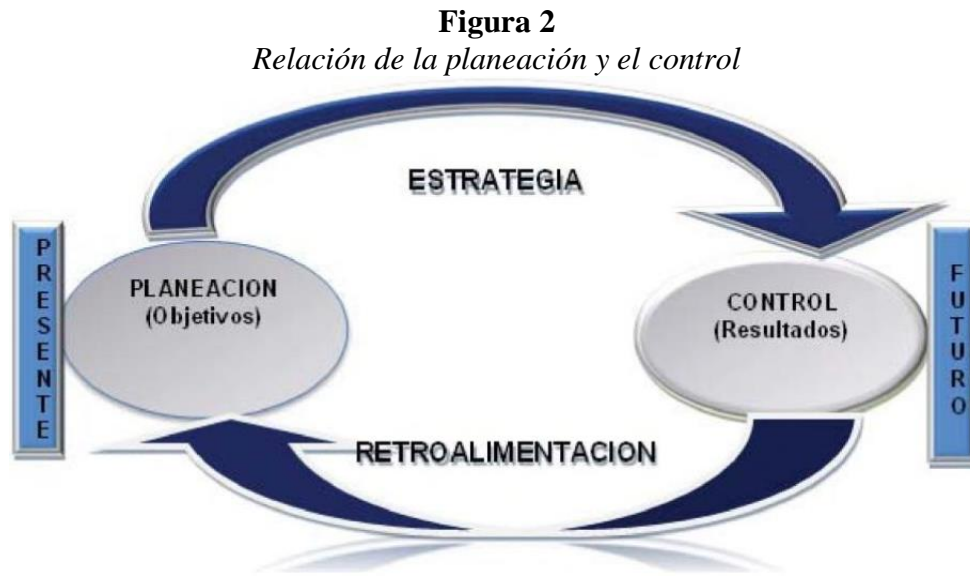 Figura 2
Relación de la planeación y el control
ESTRATEGIA
PRESENTE
PLANEACION
(Objetivos)
CONTROL
(Resultados)
FUTURO
RETROALIMENTACION